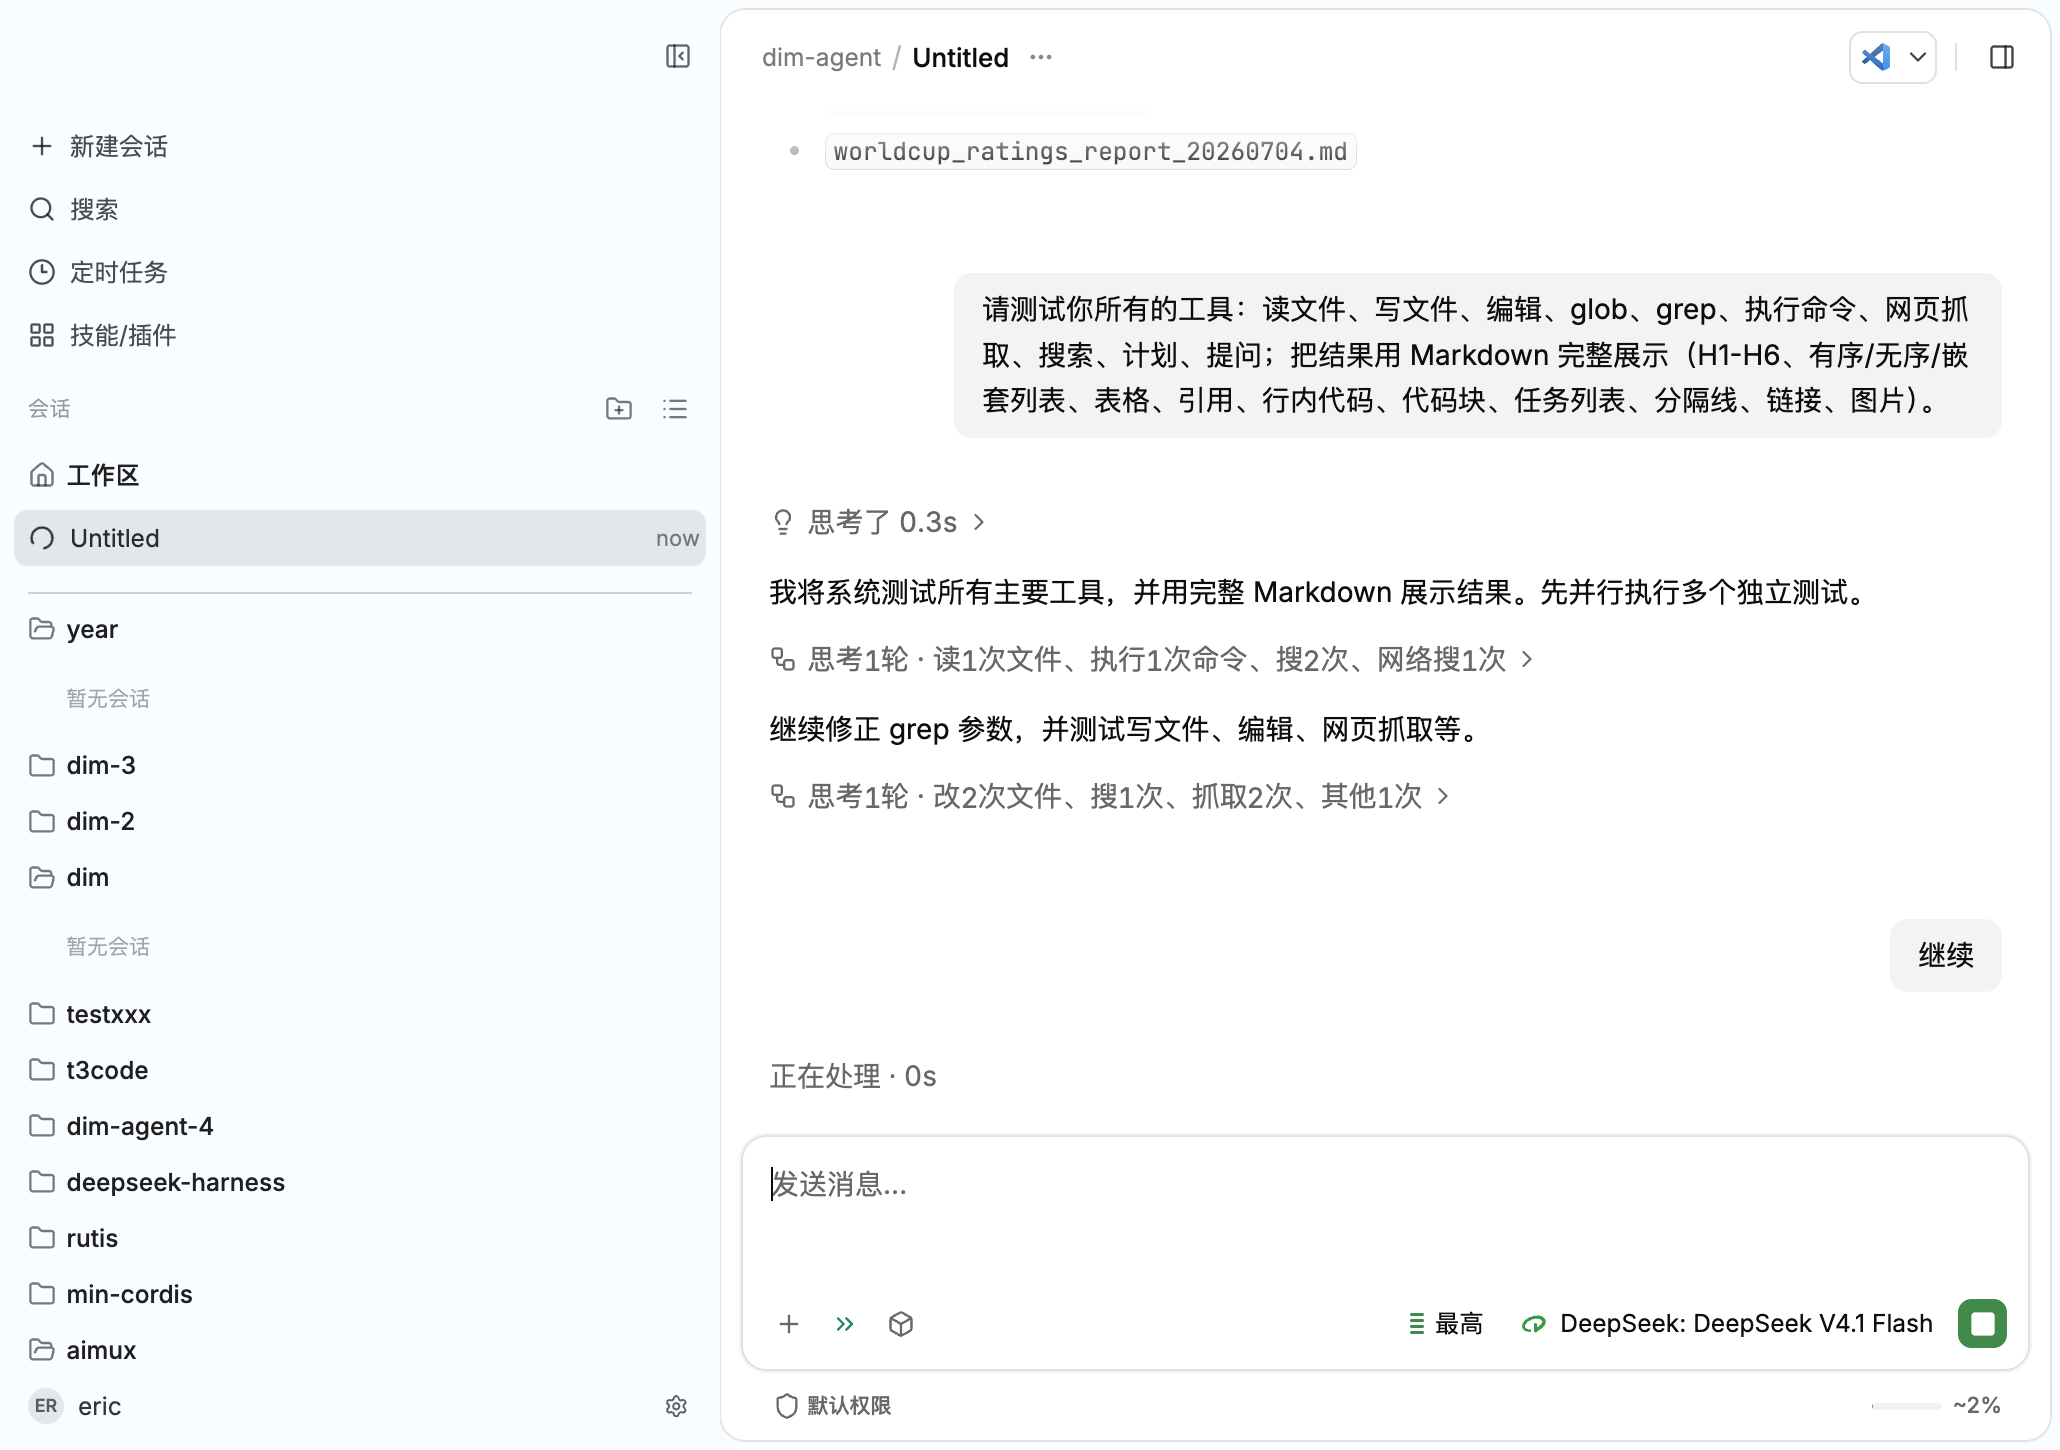 新建会话
搜索
定时任务
技能/插件
会话
工作区
Untitled now
year
暂无会话
dim-3
dim-2
dim
暂无会话
testxxx
t3code
dim-agent-4
deepseek-harness
rutis
min-cordis
aimux
ER eric
dim-agent / Untitled ···
• worldcup_ratings_report_20260704.md
请测试你所有的工具：读文件、写文件、编辑、glob、grep、执行命令、网页抓
取、搜索、计划、提问；把结果用 Markdown 完整展示（H1-H6、有序/无序/嵌
套列表、表格、引用、行内代码、代码块、任务列表、分隔线、链接、图片）。
思考了 0.3s
我将系统测试所有主要工具，并用完整 Markdown 展示结果。先并行执行多个独立测试。
思考1轮 · 读1次文件、执行1次命令、搜2次、网络搜1次
继续修正 grep 参数，并测试写文件、编辑、网页抓取等。
思考1轮 · 改2次文件、搜1次、抓取2次、其他1次
继续
正在处理 · 0s
发送消息...
最高 DeepSeek: DeepSeek V4.1 Flash
默认权限 ~2%